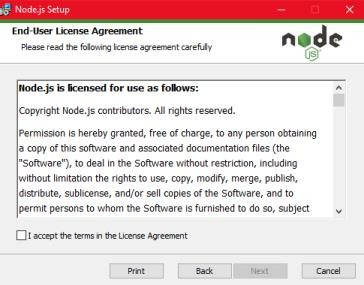 Node.js Setup
End-User License Agreement
Please read the following license agreement carefully
node
JS
Node.js is licensed for use as follows:
Copyright Node.js contributors. All rights reserved.
Permission is hereby granted, free of charge, to any person obtaining
a copy of this software and associated documentation files (the
"Software"), to deal in the Software without restriction, including
without limitation the rights to use, copy, modify, merge, publish,
distribute, sublicense, and/or sell copies of the Software, and to
permit persons to whom the Software is furnished to do so, subject
I accept the terms in the License Agreement
Print Back Next Cancel